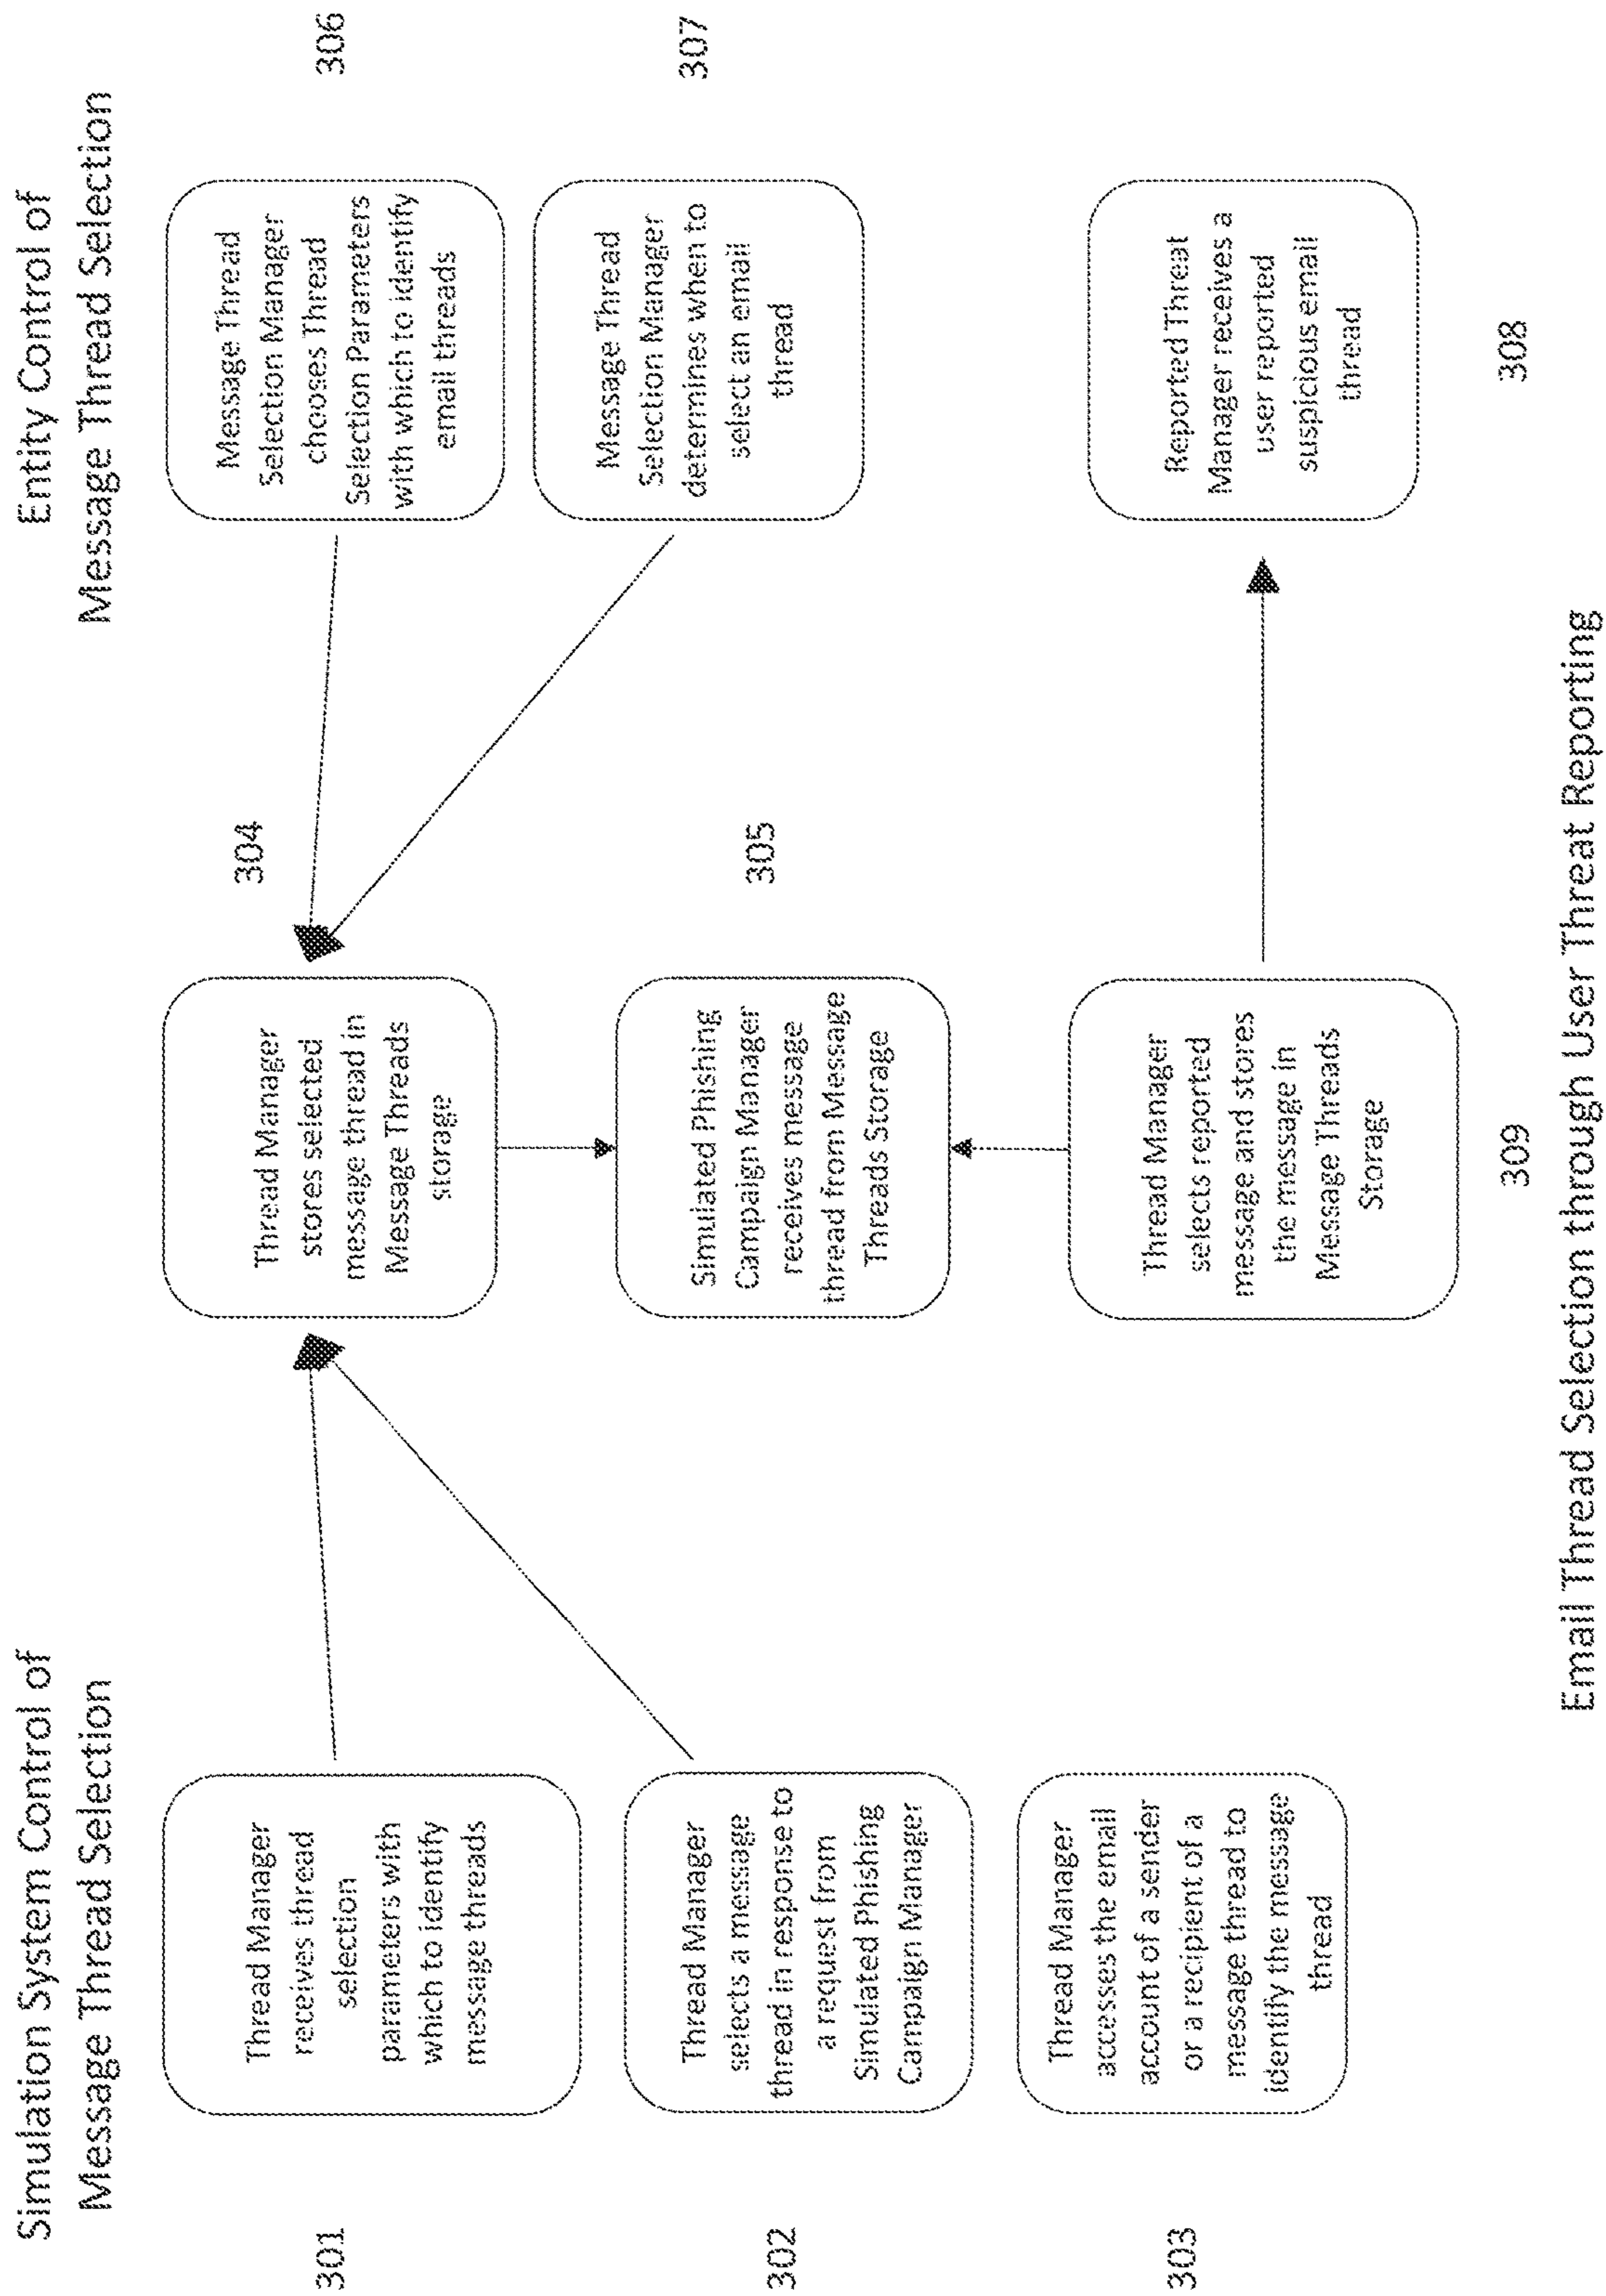 Simulation System Control of
Message Thread Selection
301
Thread Manager
receives thread
selection
parameters with
which to identify
message threads
302
Thread Manager
selects a message
thread in response to
a request from
Simulated Phishing
Campaign Manager
303
Thread Manager
accesses the email
account of a sender
or a recipient of a
message thread to
identify the message
thread
304
Thread Manager
stores selected
message thread in
Message Threads
storage
305
Simulated Phishing
Campaign Manager
receives message
thread from Message
Threads Storage
Thread Manager
selects reported
message and stores
the message in
Message Threads
Storage
309
Entity Control of
Message Thread Selection
306
Message Thread
Selection Manager
chooses Thread
Selection Parameters
with which to identify
email threads
307
Message Thread
Selection Manager
determines when to
select an email
thread
Reported Threat
Manager receives a
user reported
suspicious email
thread
308
Email Thread Selection through User Threat Reporting